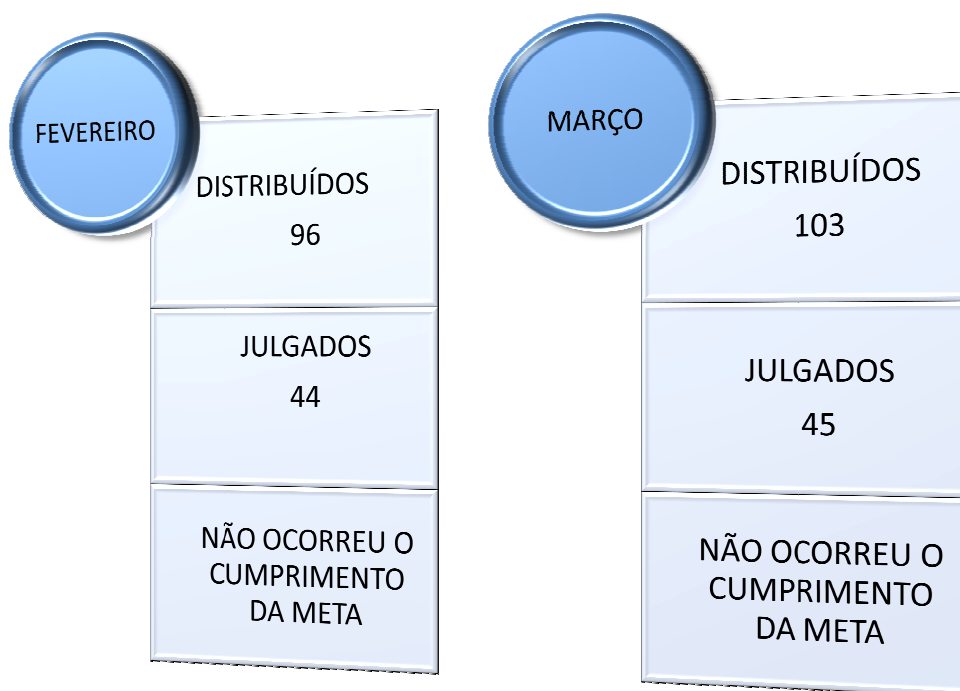 FEVEREIRO
DISTRIBUÍDOS
96
JULGADOS
44
NÃO OCORREU O
CUMPRIMENTO
DA META
MARÇO
DISTRIBUÍDOS
103
JULGADOS
45
NÃO OCORREU O
CUMPRIMENTO
DA META